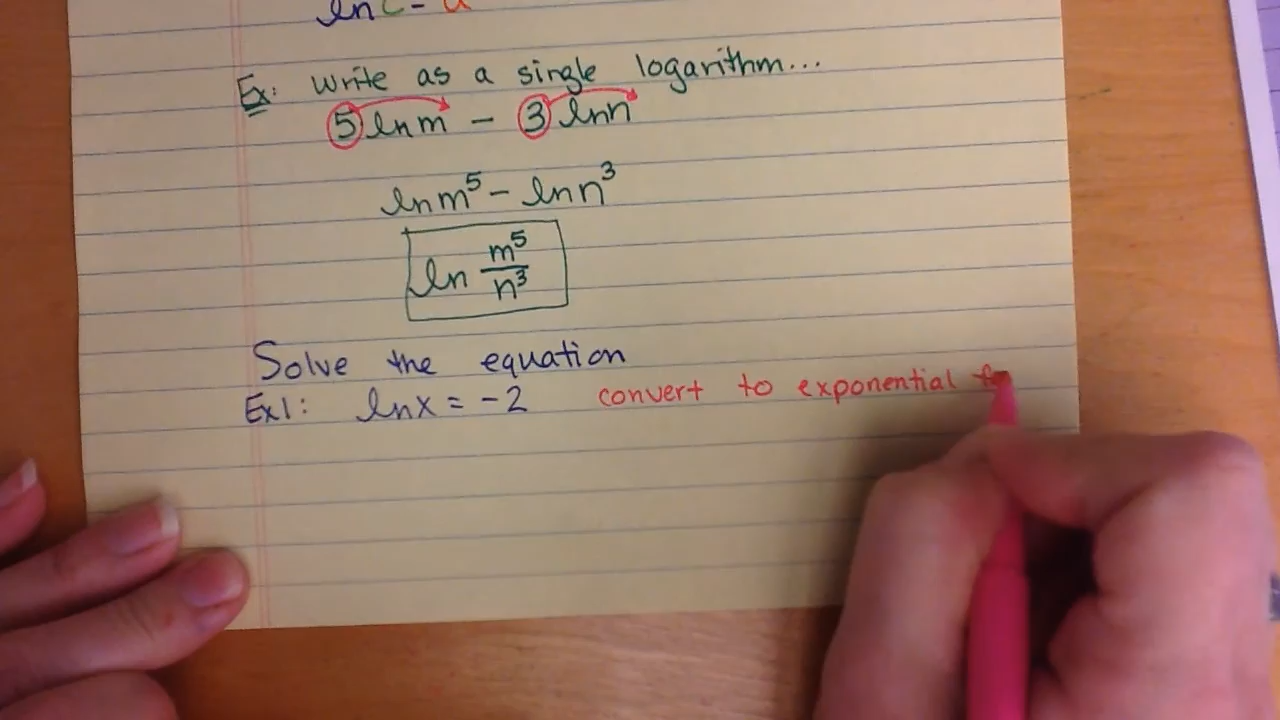 Ex: Write as a single logarithm...
5 ln m - 3 ln n
ln m⁵ - ln n³
ln m⁵/n³
Solve the equation
Ex1: ln x = -2 convert to exponential